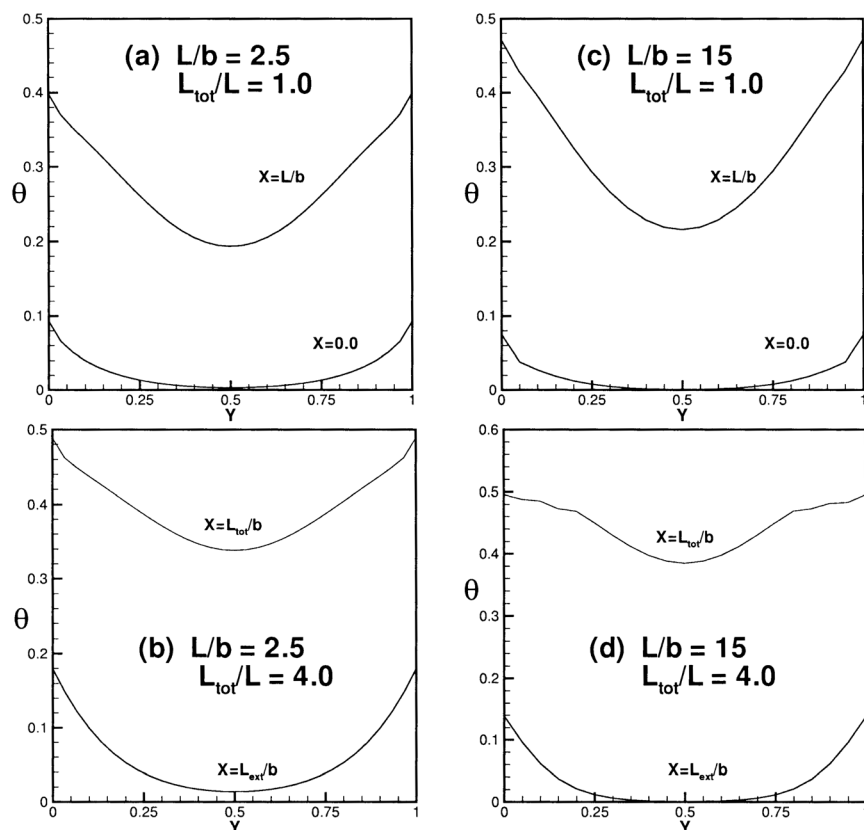 0.5
(a) L/b = 2.5
L_tot/L = 1.0
0.4
0.3
X=L/b
θ
0.2
0.1
X=0.0
0
0 0.25 0.5 0.75 1
Y
0.5
(c) L/b = 15
L_tot/L = 1.0
0.4
0.3
X=L/b
θ
0.2
0.1
X=0.0
0
0 0.25 0.5 0.75 1
Y
0.5
0.4
X=L_tot/b
0.3
θ
(b) L/b = 2.5
0.2
L_tot/L = 4.0
0.1
X=L_ext/b
0
0 0.25 0.5 0.75 1
Y
0.6
0.5
X=L_tot/b
0.4
0.3
θ
(d) L/b = 15
0.2
L_tot/L = 4.0
0.1
X=L_ext/b
0
0 0.25 0.5 0.75 1
Y